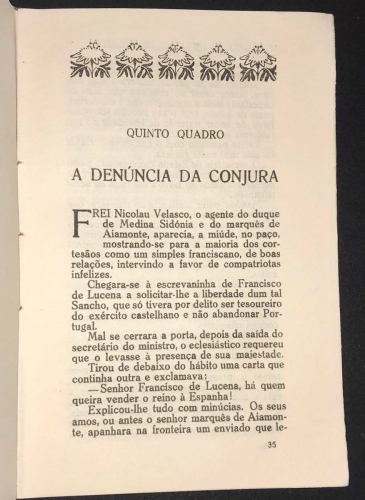 QUINTO QUADRO
A DENÚNCIA DA CONJURA
FREI Nicolau Velasco, o agente do duque
de Medina Sidónia e do marquês de
Aiamonte, aparecia, a miúde, no paço,
mostrando-se para a maioria dos cor-
tesãos como um simples franciscano, de boas
relações, intervindo a favor de compatriotas
infelizes.
Chegara-se à escrevaninha de Francisco
de Lucena a solicitar-lhe a liberdade dum tal
Sancho, que só tivera por delito ser tesoureiro
do exército castelhano e não abandonar Por-
tugal.
Mal se cerrara a porta, depois da saída do
secretário do ministro, o eclesiástico requereu
que o levasse à presença de sua majestade.
Tirou de debaixo do hábito uma carta que
continha outra e exclamava:
—Senhor Francisco de Lucena, há quem
queira vender o reino à Espanha!
Explicou-lhe tudo com minúcias. Os seus
amos, ou antes o senhor marquês de Aiamon-
te, apanhara na fronteira um enviado que le-
35